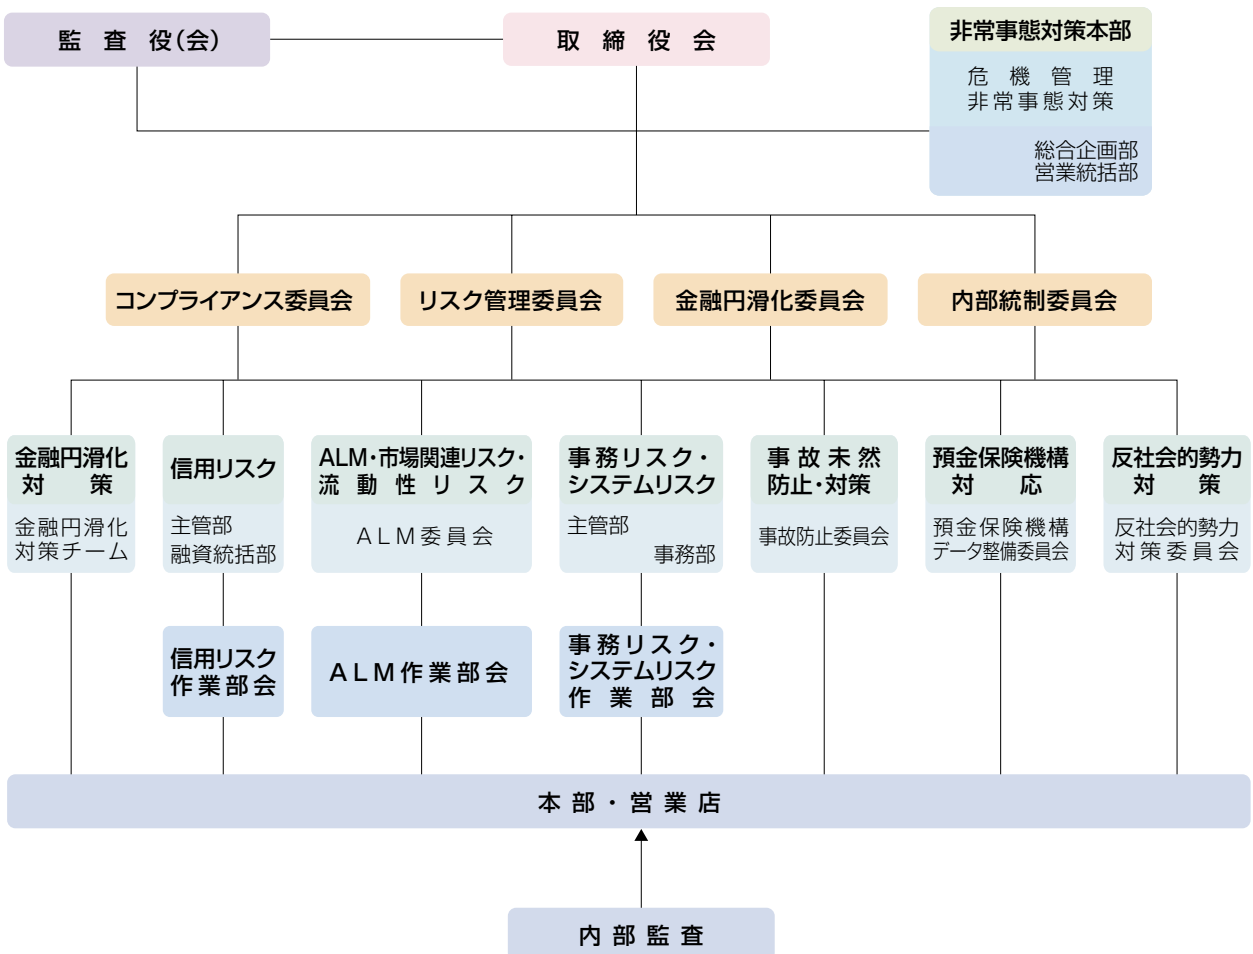 監査役(会)
取締役会
非常事態対策本部
危機管理
非常事態対策
総合企画部
営業統括部
コンプライアンス委員会
リスク管理委員会
金融円滑化委員会
内部統制委員会
金融円滑化
対策
金融円滑化
対策チーム
信用リスク
主管部
融資統括部
ALM・市場関連リスク・
流動性リスク
ALM委員会
事務リスク・
システムリスク
主管部
事務部
事故未然
防止・対策
事故防止委員会
預金保険機構
対応
預金保険機構
データ整備委員会
反社会的勢力
対策
反社会的勢力
対策委員会
信用リスク
作業部会
ALM作業部会
事務リスク・
システムリスク
作業部会
本部・営業店
内部監査